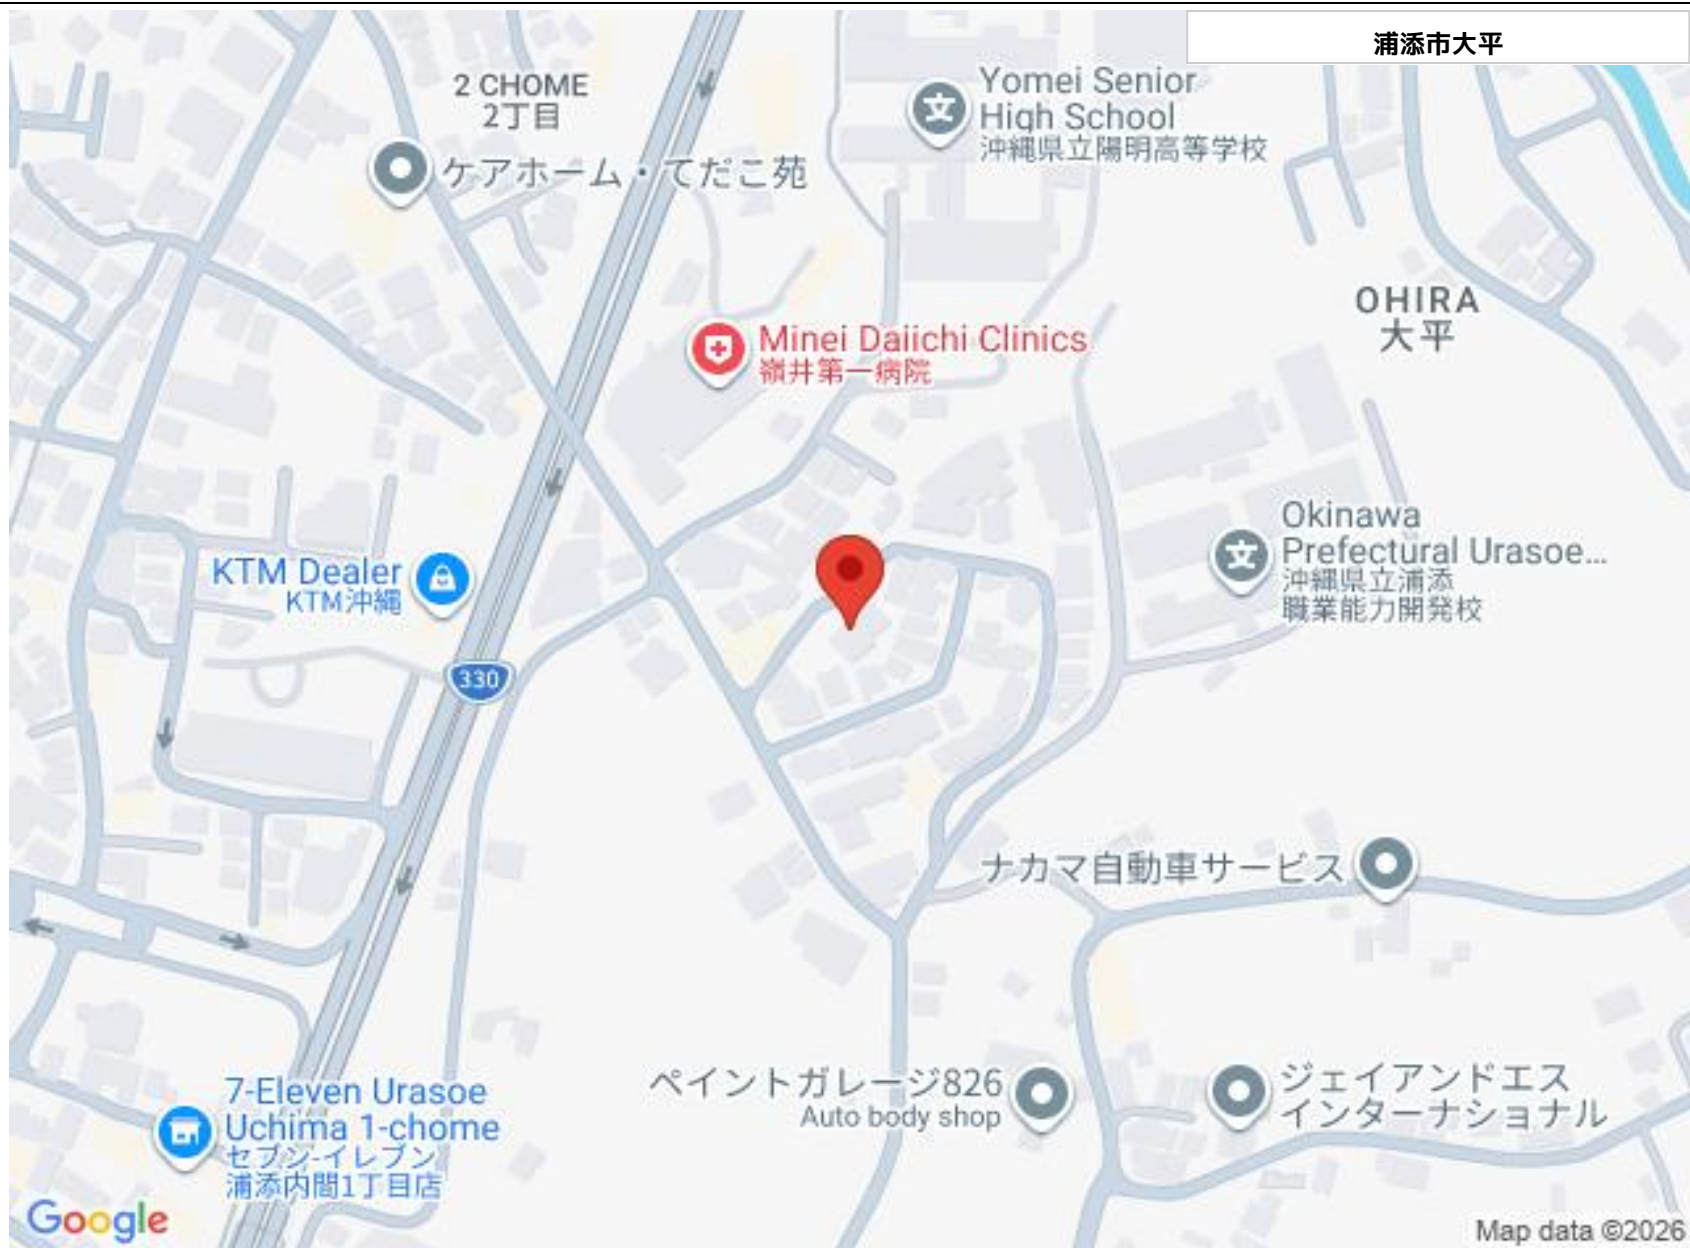 浦添市大平
2 CHOME
2丁目
ケアホーム・てだこ苑
Yomei Senior
High School
沖縄県立陽明高等学校
OHIRA
大平
Minei Daiichi Clinics
嶺井第一病院
Okinawa
Prefectural Urasoe...
沖縄県立浦添
職業能力開発校
KTM Dealer
KTM沖縄
330
ナカマ自動車サービス
ペイントガレージ826
Auto body shop
ジェイアンドエス
インターナショナル
7-Eleven Urasoe
Uchima 1-chome
セブン-イレブン
浦添内間1丁目店
Google
Map data ©2026